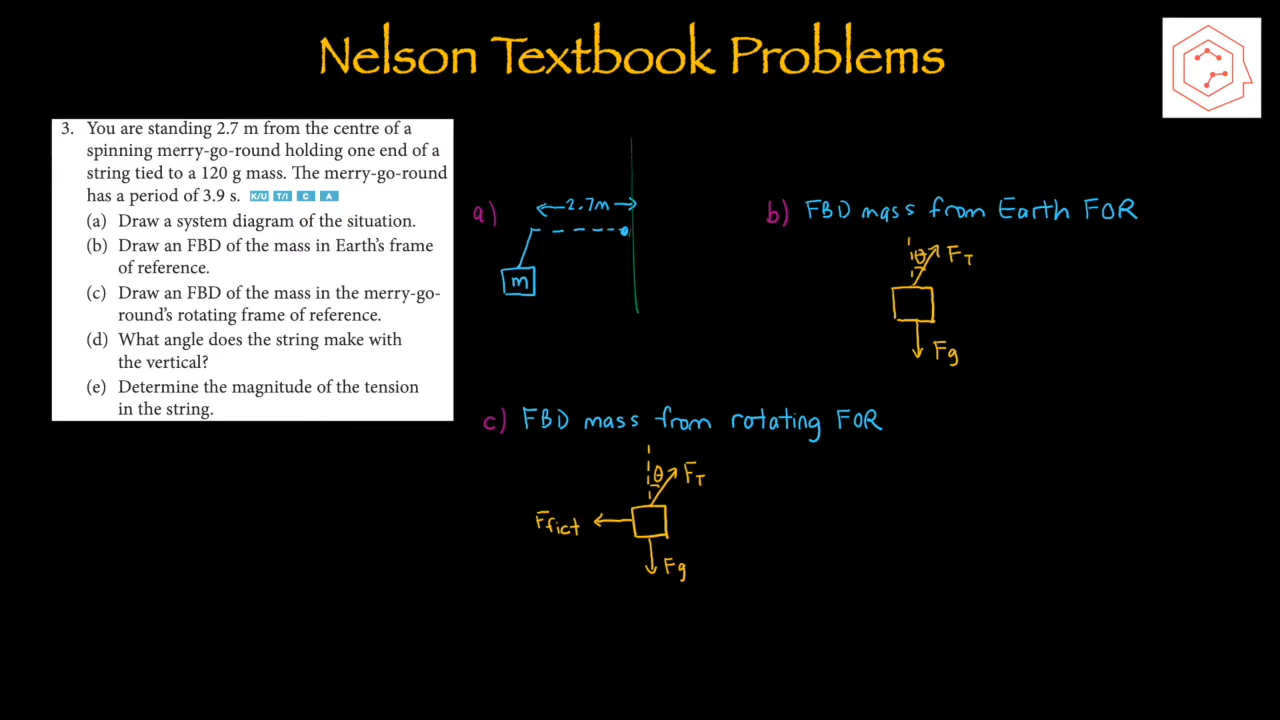 Nelson Textbook Problems
3. You are standing 2.7 m from the centre of a
spinning merry-go-round holding one end of a
string tied to a 120 g mass. The merry-go-round
has a period of 3.9 s. K/U T/I C A
(a) Draw a system diagram of the situation.
(b) Draw an FBD of the mass in Earth's frame
of reference.
(c) Draw an FBD of the mass in the merry-go-
round's rotating frame of reference.
(d) What angle does the string make with
the vertical?
(e) Determine the magnitude of the tension
in the string.
a)
2.7m
m
b) FBD mass from Earth FOR
θ FT
Fg
c) FBD mass from rotating FOR
θ FT
Ffict
Fg